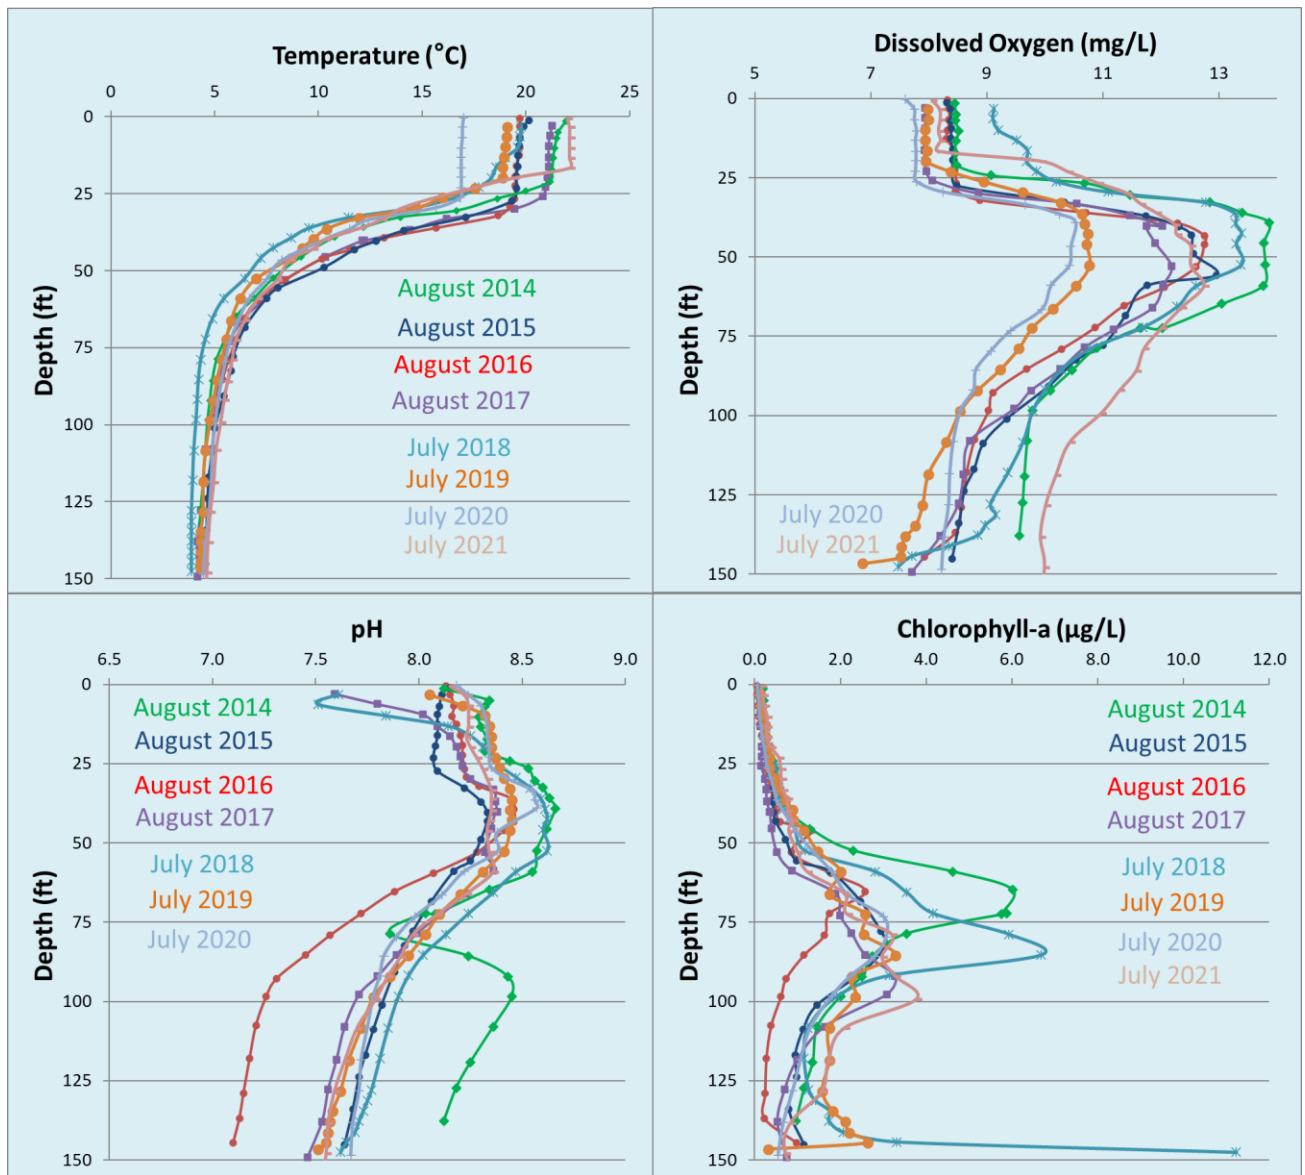 Temperature (°C)
0 5 10 15 20 25
0
25
50
75
100
125
150
Depth (ft)
August 2014
August 2015
August 2016
August 2017
July 2018
July 2019
July 2020
July 2021
Dissolved Oxygen (mg/L)
5 7 9 11 13
0
25
50
75
100
125
150
Depth (ft)
July 2020
July 2021
pH
6.5 7.0 7.5 8.0 8.5 9.0
0
25
50
75
100
125
150
Depth (ft)
August 2014
August 2015
August 2016
August 2017
July 2018
July 2019
July 2020
Chlorophyll-a (µg/L)
0.0 2.0 4.0 6.0 8.0 10.0 12.0
0
25
50
75
100
125
150
Depth (ft)
August 2014
August 2015
August 2016
August 2017
July 2018
July 2019
July 2020
July 2021